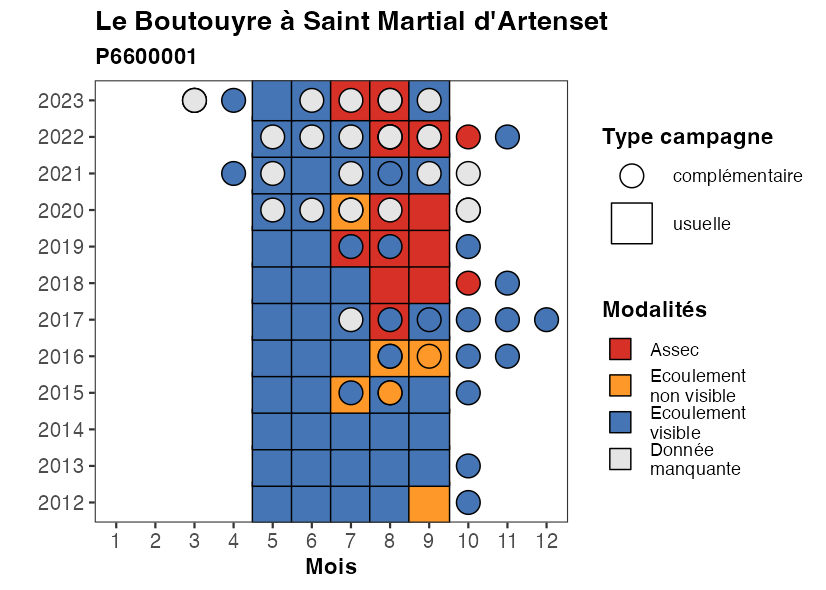 Le Boutouyre à Saint Martial d'Artenset
P6600001
2023
2022
2021
2020
2019
2018
2017
2016
2015
2014
2013
2012
1 2 3 4 5 6 7 8 9 10 11 12
Mois
Type campagne
complémentaire
usuelle
Modalités
Assec
Ecoulement
non visible
Ecoulement
visible
Donnée
manquante